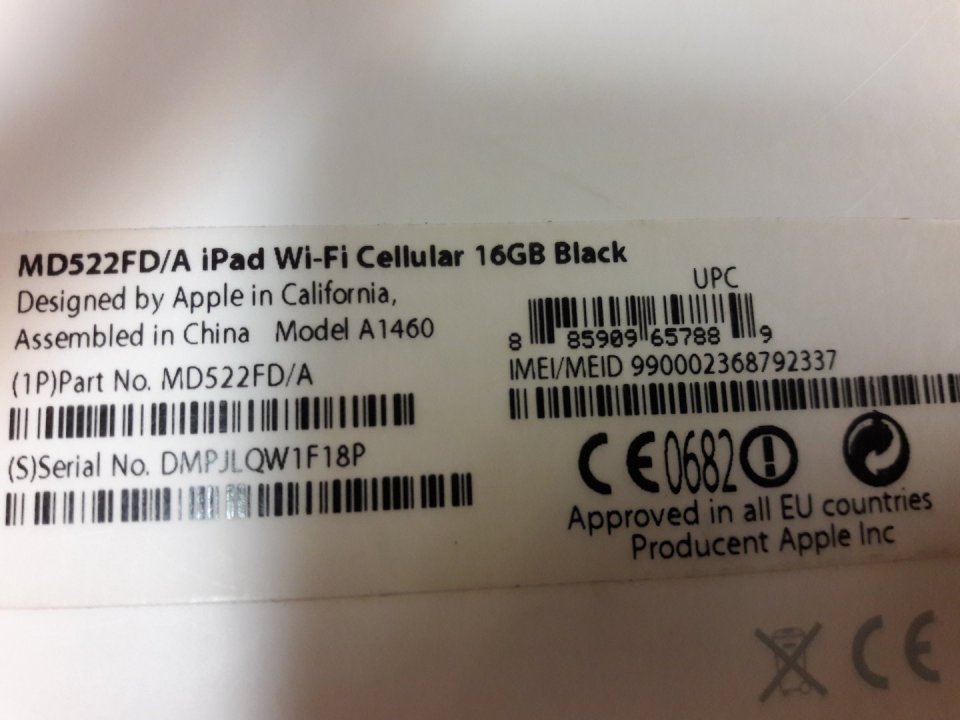 MD522FD/A iPad Wi-Fi Cellular 16GB Black
Designed by Apple in California,
Assembled in China Model A1460
(1P)Part No. MD522FD/A
(S)Serial No. DMPJLQW1F18P
UPC
8 85909 65788 9
IMEI/MEID 990002368792337
CE0682
Approved in all EU countries
Producent Apple Inc
CE